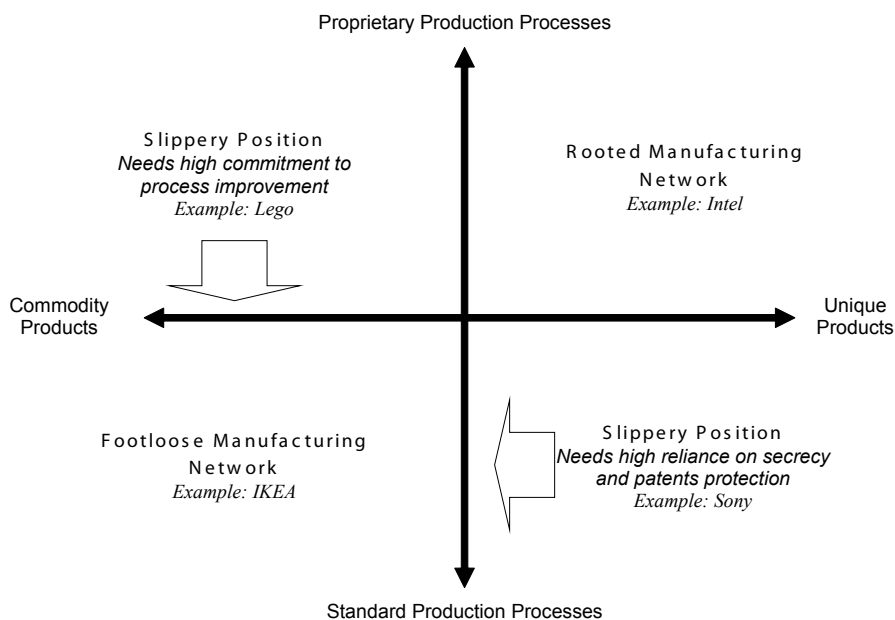 Proprietary Production Processes
Slippery Position
Needs high commitment to
process improvement
Example: Lego
Rooted Manufacturing
Network
Example: Intel
Commodity
Products
Unique
Products
Footloose Manufacturing
Network
Example: IKEA
Slippery Position
Needs high reliance on secrecy
and patents protection
Example: Sony
Standard Production Processes